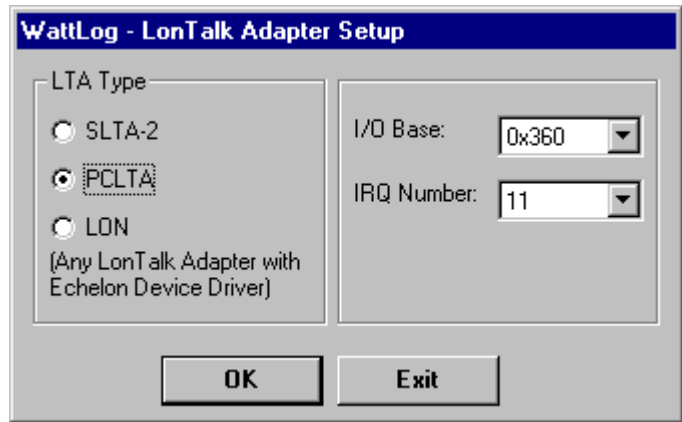 WattLog - LonTalk Adapter Setup
LTA Type
SLTA-2
PCLTA
LON
(Any LonTalk Adapter with
Echelon Device Driver)
I/O Base: 0x360
IRQ Number: 11
OK Exit